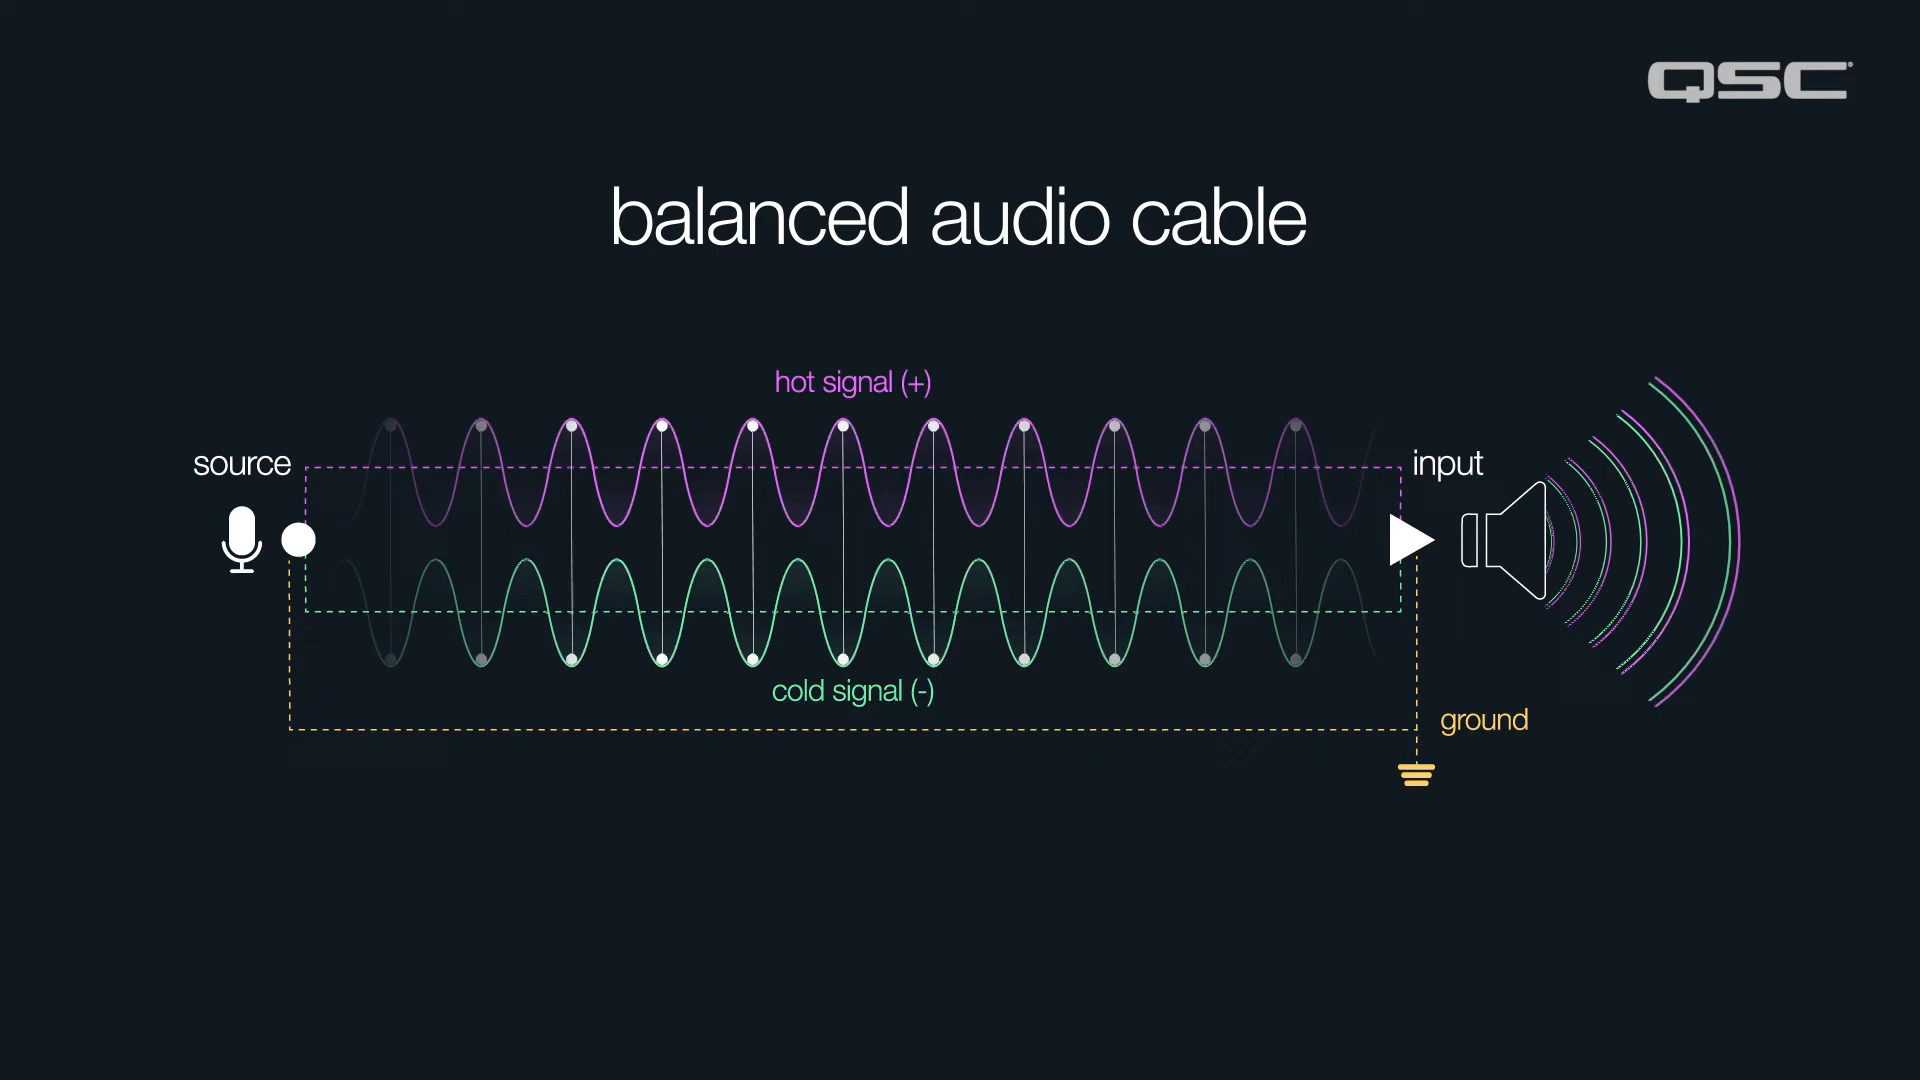 QSC
balanced audio cable
hot signal (+)
source
input
cold signal (-)
ground